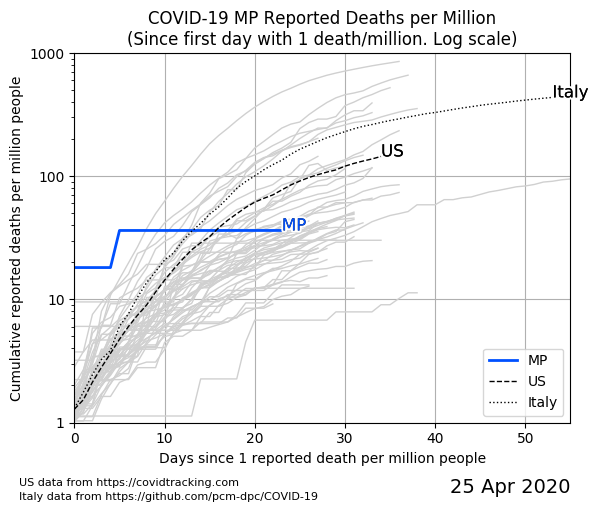 COVID-19 MP Reported Deaths per Million
(Since first day with 1 death/million. Log scale)
Cumulative reported deaths per million people
1000
100
10
1
Italy
US
MP
MP
US
Italy
0 10 20 30 40 50
Days since 1 reported death per million people
US data from https://covidtracking.com
Italy data from https://github.com/pcm-dpc/COVID-19
25 Apr 2020